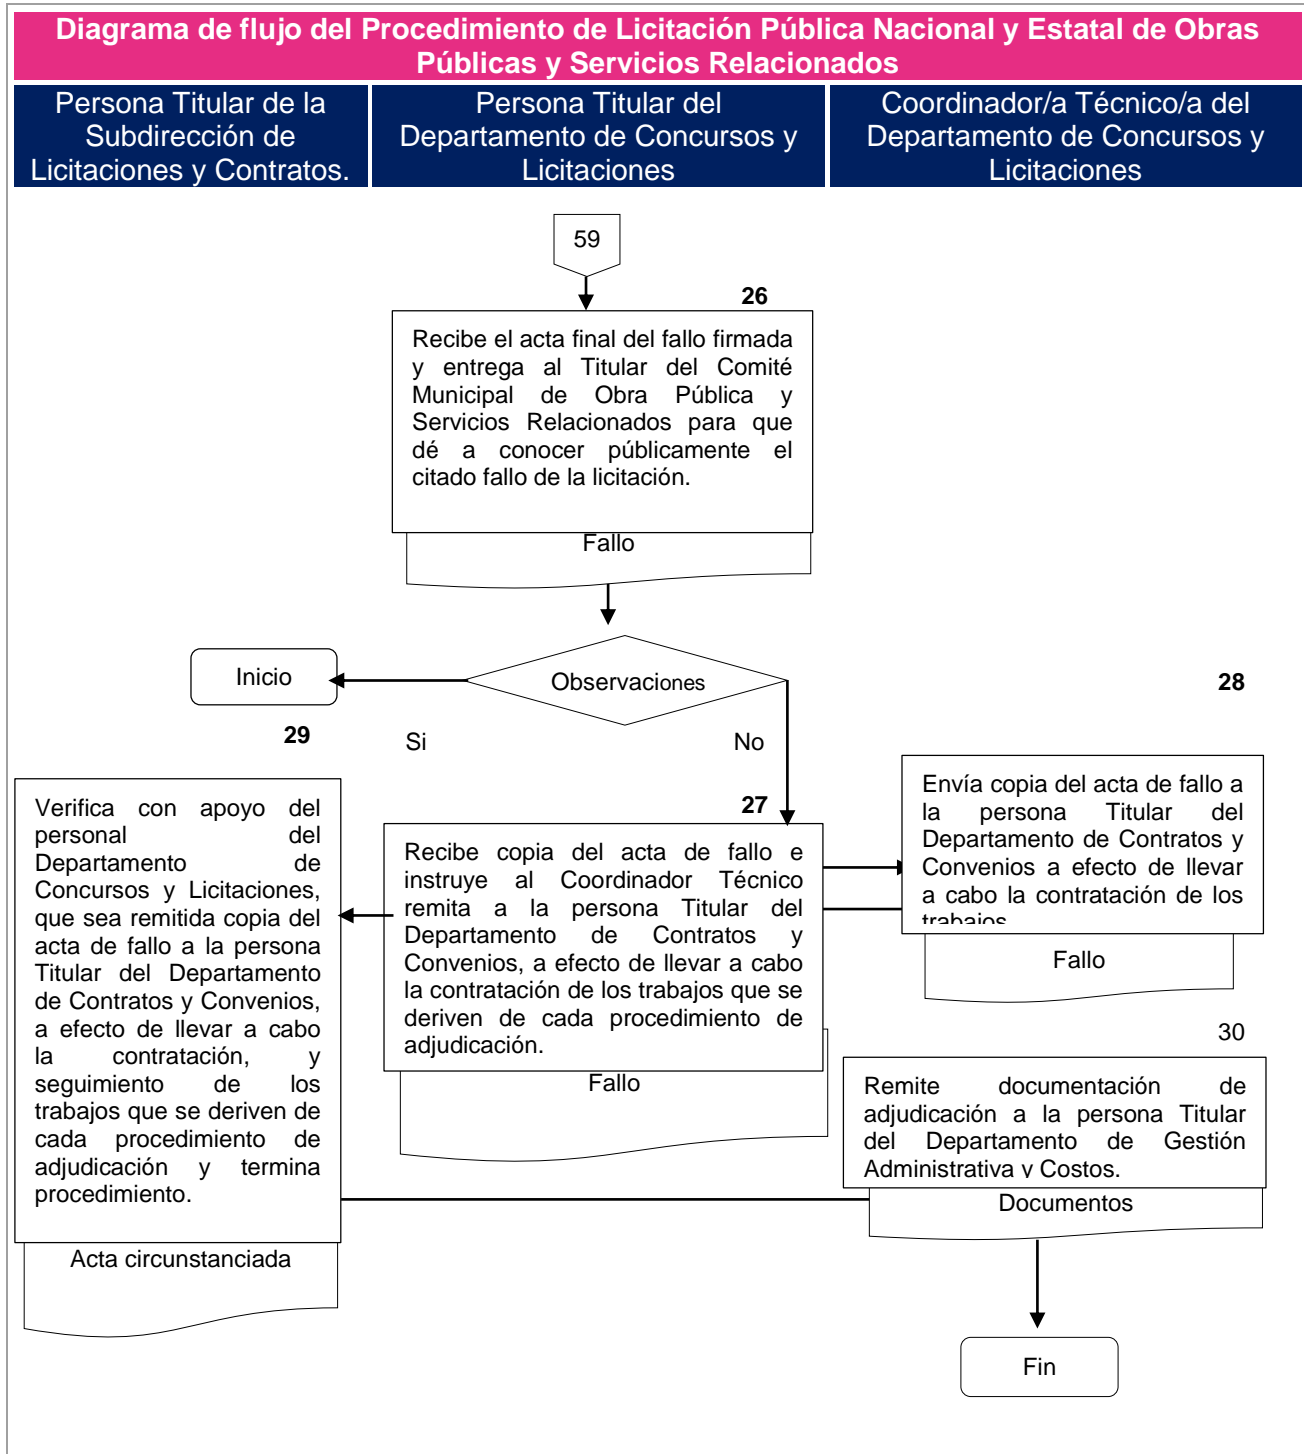 Diagrama de flujo del Procedimiento de Licitación Pública Nacional y Estatal de Obras
Públicas y Servicios Relacionados
Persona Titular de la
Subdirección de
Licitaciones y Contratos.
Persona Titular del
Departamento de Concursos y
Licitaciones
Coordinador/a Técnico/a del
Departamento de Concursos y
Licitaciones
59
26
Recibe el acta final del fallo firmada
y entrega al Titular del Comité
Municipal de Obra Pública y
Servicios Relacionados para que
dé a conocer públicamente el
citado fallo de la licitación.
Fallo
Inicio
Observaciones
28
29
Si
No
27
Verifica con apoyo del
personal del
Departamento de
Concursos y Licitaciones,
que sea remitida copia del
acta de fallo a la persona
Titular del Departamento
de Contratos y Convenios,
a efecto de llevar a cabo
la contratación, y
seguimiento de los
trabajos que se deriven de
cada procedimiento de
adjudicación y termina
procedimiento.
Acta circunstanciada
Recibe copia del acta de fallo e
instruye al Coordinador Técnico
remita a la persona Titular del
Departamento de Contratos y
Convenios, a efecto de llevar a cabo
la contratación de los trabajos que se
deriven de cada procedimiento de
adjudicación.
Fallo
Envía copia del acta de fallo a
la persona Titular del
Departamento de Contratos y
Convenios a efecto de llevar
a cabo la contratación de los
trabajos
Fallo
30
Remite documentación de
adjudicación a la persona Titular
del Departamento de Gestión
Administrativa y Costos.
Documentos
Fin